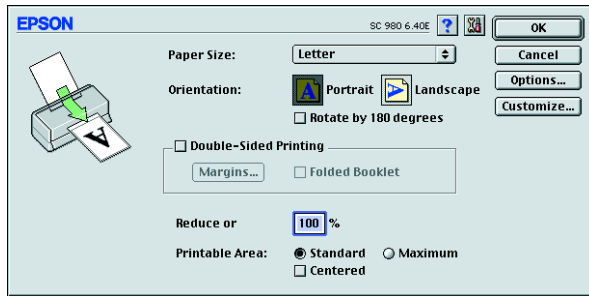 EPSON
SC 980 6.40E
?
OK
Paper Size: Letter
Cancel
Orientation: A Portrait A Landscape
Options...
Rotate by 180 degrees
Customize...
A
Double-Sided Printing
Margins... Folded Booklet
Reduce or 100 %
Printable Area: Standard Maximum
Centered